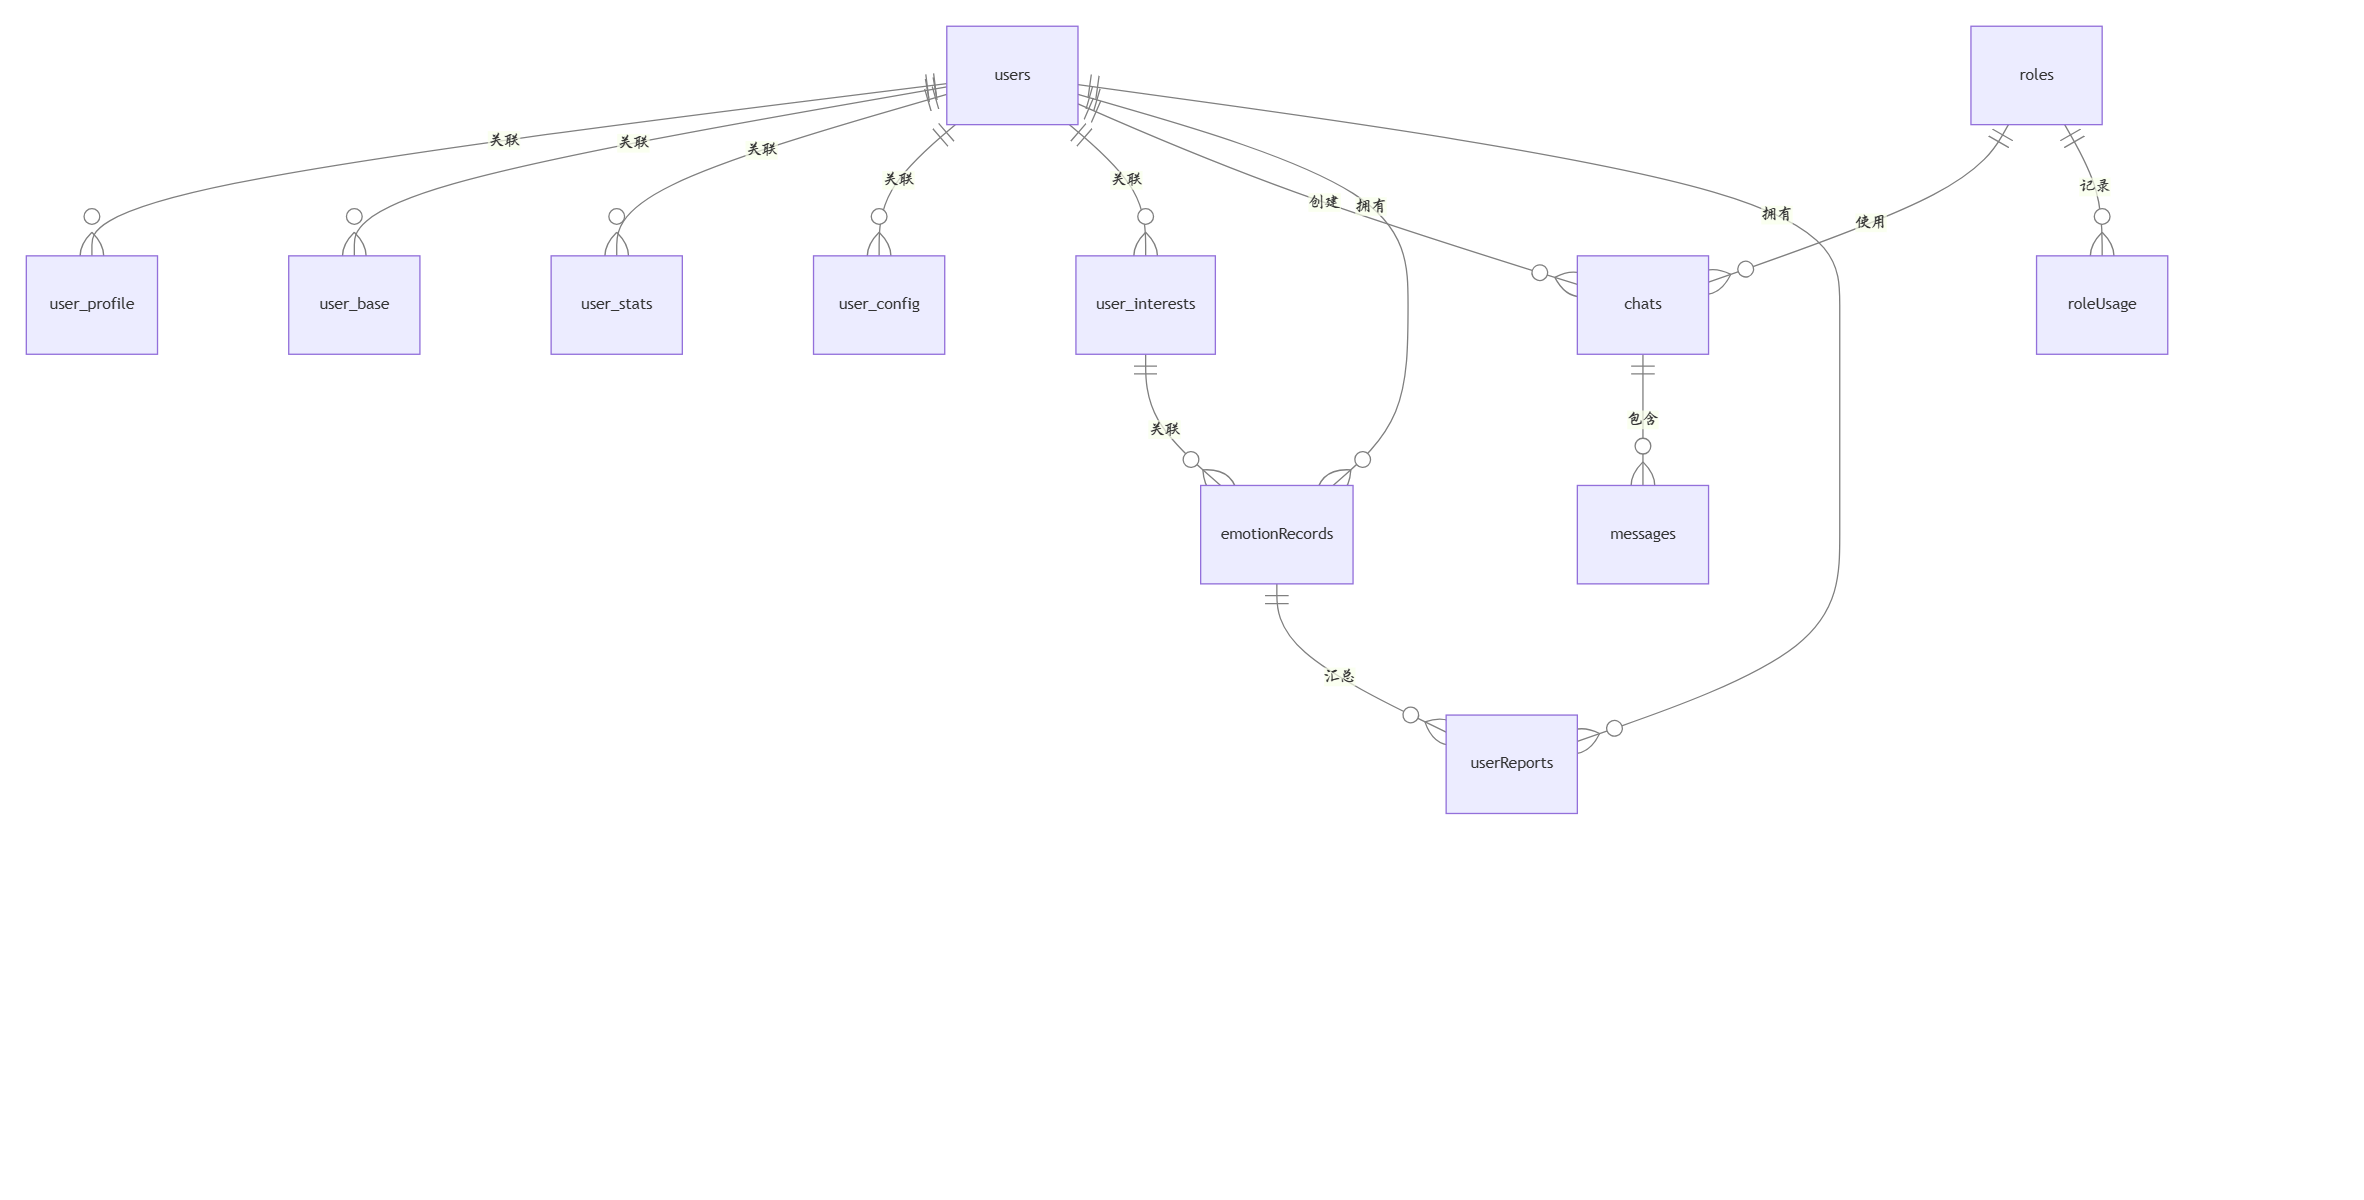 users
roles
关联
关联
关联
关联
关联
创建
拥有
拥有
使用
记录
user_profile
user_base
user_stats
user_config
user_interests
chats
roleUsage
关联
包含
emotionRecords
messages
汇总
userReports